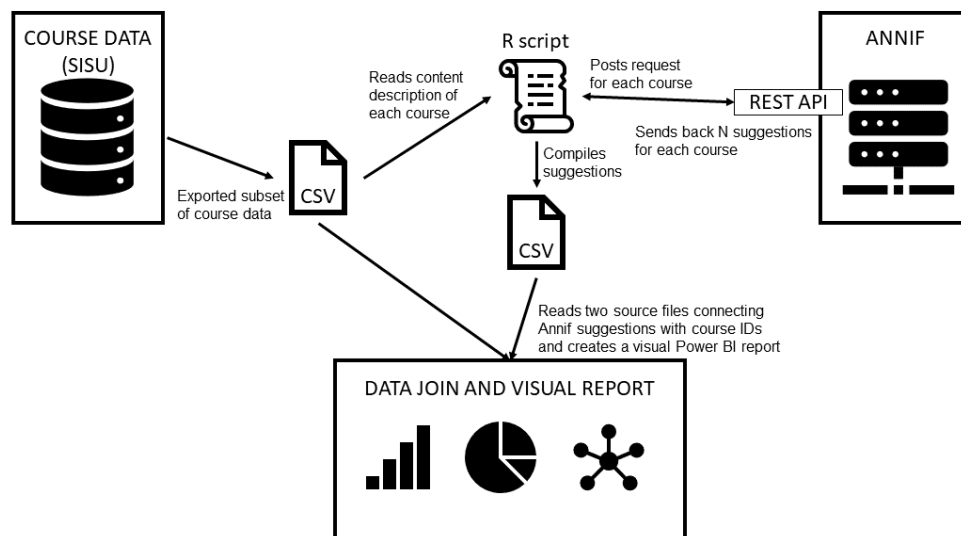 COURSE DATA
(SISU)
R script
ANNIF
Reads content
description of
each course
Posts request
for each course
REST API
Sends back N suggestions
for each course
Compiles
suggestions
CSV
Exported subset
of course data
CSV
Reads two source files connecting
Annif suggestions with course IDs
and creates a visual Power BI report
DATA JOIN AND VISUAL REPORT